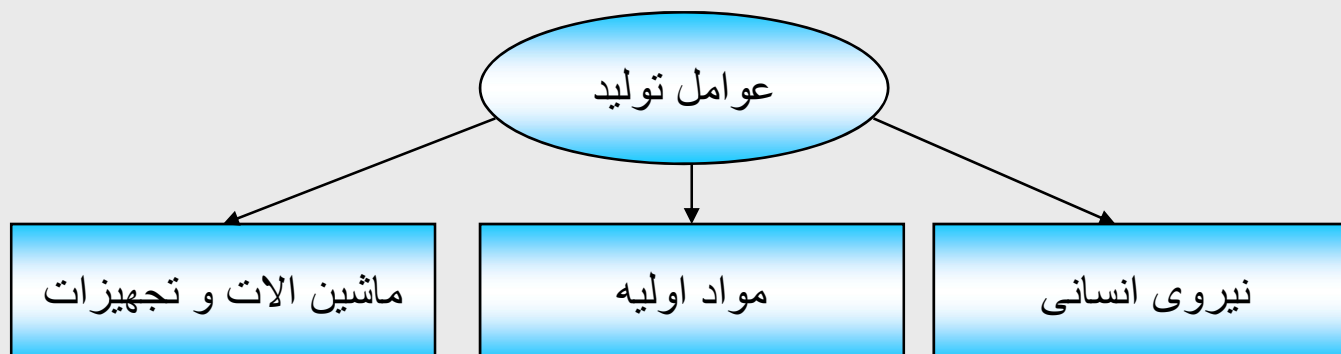 عوامل تولید
نیروی انسانی
مواد اولیه
ماشین الات و تجهیزات